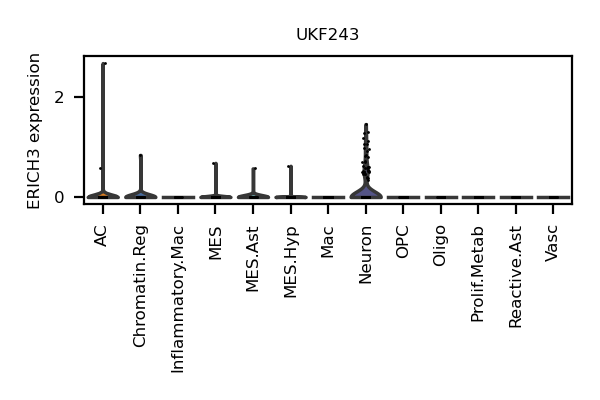 UKF243
ERICH3 expression
2
0
AC
Chromatin.Reg
Inflammatory.Mac
MES
MES.Ast
MES.Hyp
Mac
Neuron
OPC
Oligo
Prolif.Metab
Reactive.Ast
Vasc